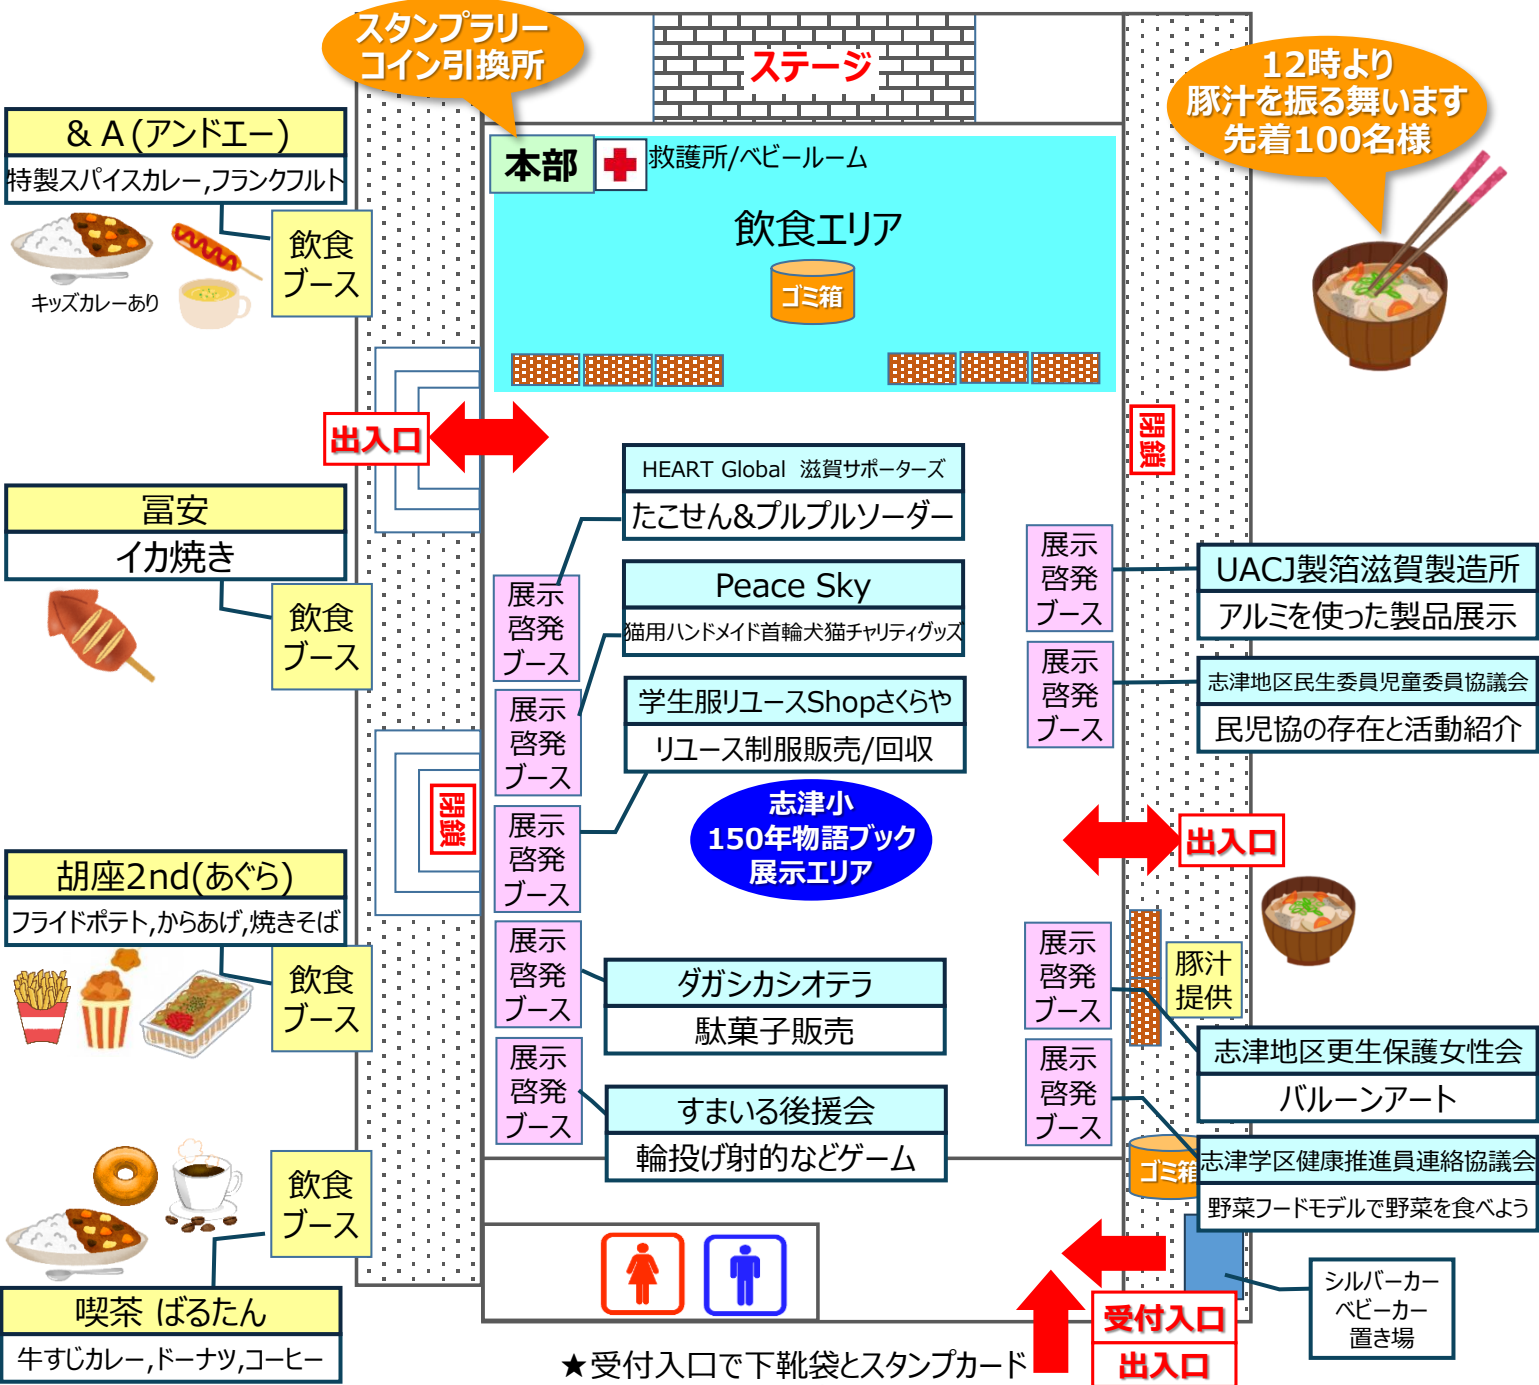 スタンプラリー
コイン引換所
ステージ
12時より
豚汁を振る舞います
先着100名様
& A (アンドエー)
特製スパイスカレー,フランクフルト
飲食
ブース
キッズカレーあり
本部
救護所/ベビールーム
飲食エリア
ゴミ箱
出入口
閉鎖
冨安
イカ焼き
飲食
ブース
HEART Global 滋賀サポーターズ
たこせん&プルプルソーダー
展示
啓発
ブース
Peace Sky
猫用ハンドメイド首輪犬猫チャリティグッズ
展示
啓発
ブース
学生服リユースShopさくらや
リユース制服販売/回収
展示
啓発
ブース
展示
啓発
ブース
UACJ製箔滋賀製造所
アルミを使った製品展示
展示
啓発
ブース
志津地区民生委員児童委員協議会
民児協の存在と活動紹介
閉鎖
志津小
150年物語ブック
展示エリア
出入口
胡座2nd(あぐら)
フライドポテト,からあげ,焼きそば
飲食
ブース
展示
啓発
ブース
ダガシカシオテラ
駄菓子販売
展示
啓発
ブース
豚汁
提供
志津地区更生保護女性会
バルーンアート
展示
啓発
ブース
すまいる後援会
輪投げ射的などゲーム
展示
啓発
ブース
ゴミ箱
志津学区健康推進員連絡協議会
野菜フードモデルで野菜を食べよう
飲食
ブース
喫茶 ばるたん
牛すじカレー,ドーナツ,コーヒー
シルバーカー
ベビーカー
置き場
受付入口
出入口
★受付入口で下靴袋とスタンプカード